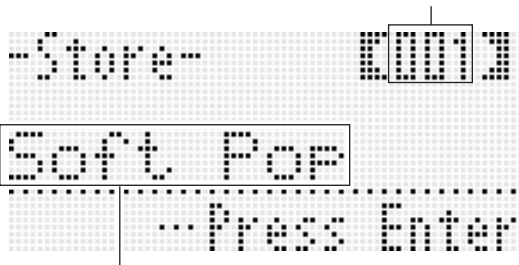 -Store- 【001】
Soft Pop
…Press Enter